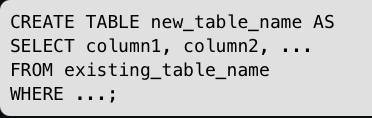 CREATE TABLE new_table_name AS
SELECT column1, column2, ...
FROM existing_table_name
WHERE ...;